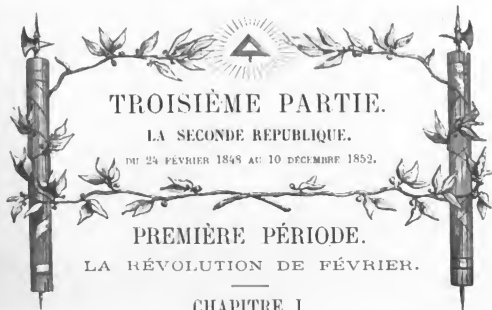 TROISIÈME PARTIE.
LA SECONDE RÉPUBLIQUE.
DU 24 FÉVRIER 1848 AU 10 DÉCEMBRE 1852.
PREMIÈRE PÉRIODE.
LA RÉVOLUTION DE FÉVRIER.
CHAPITRE I